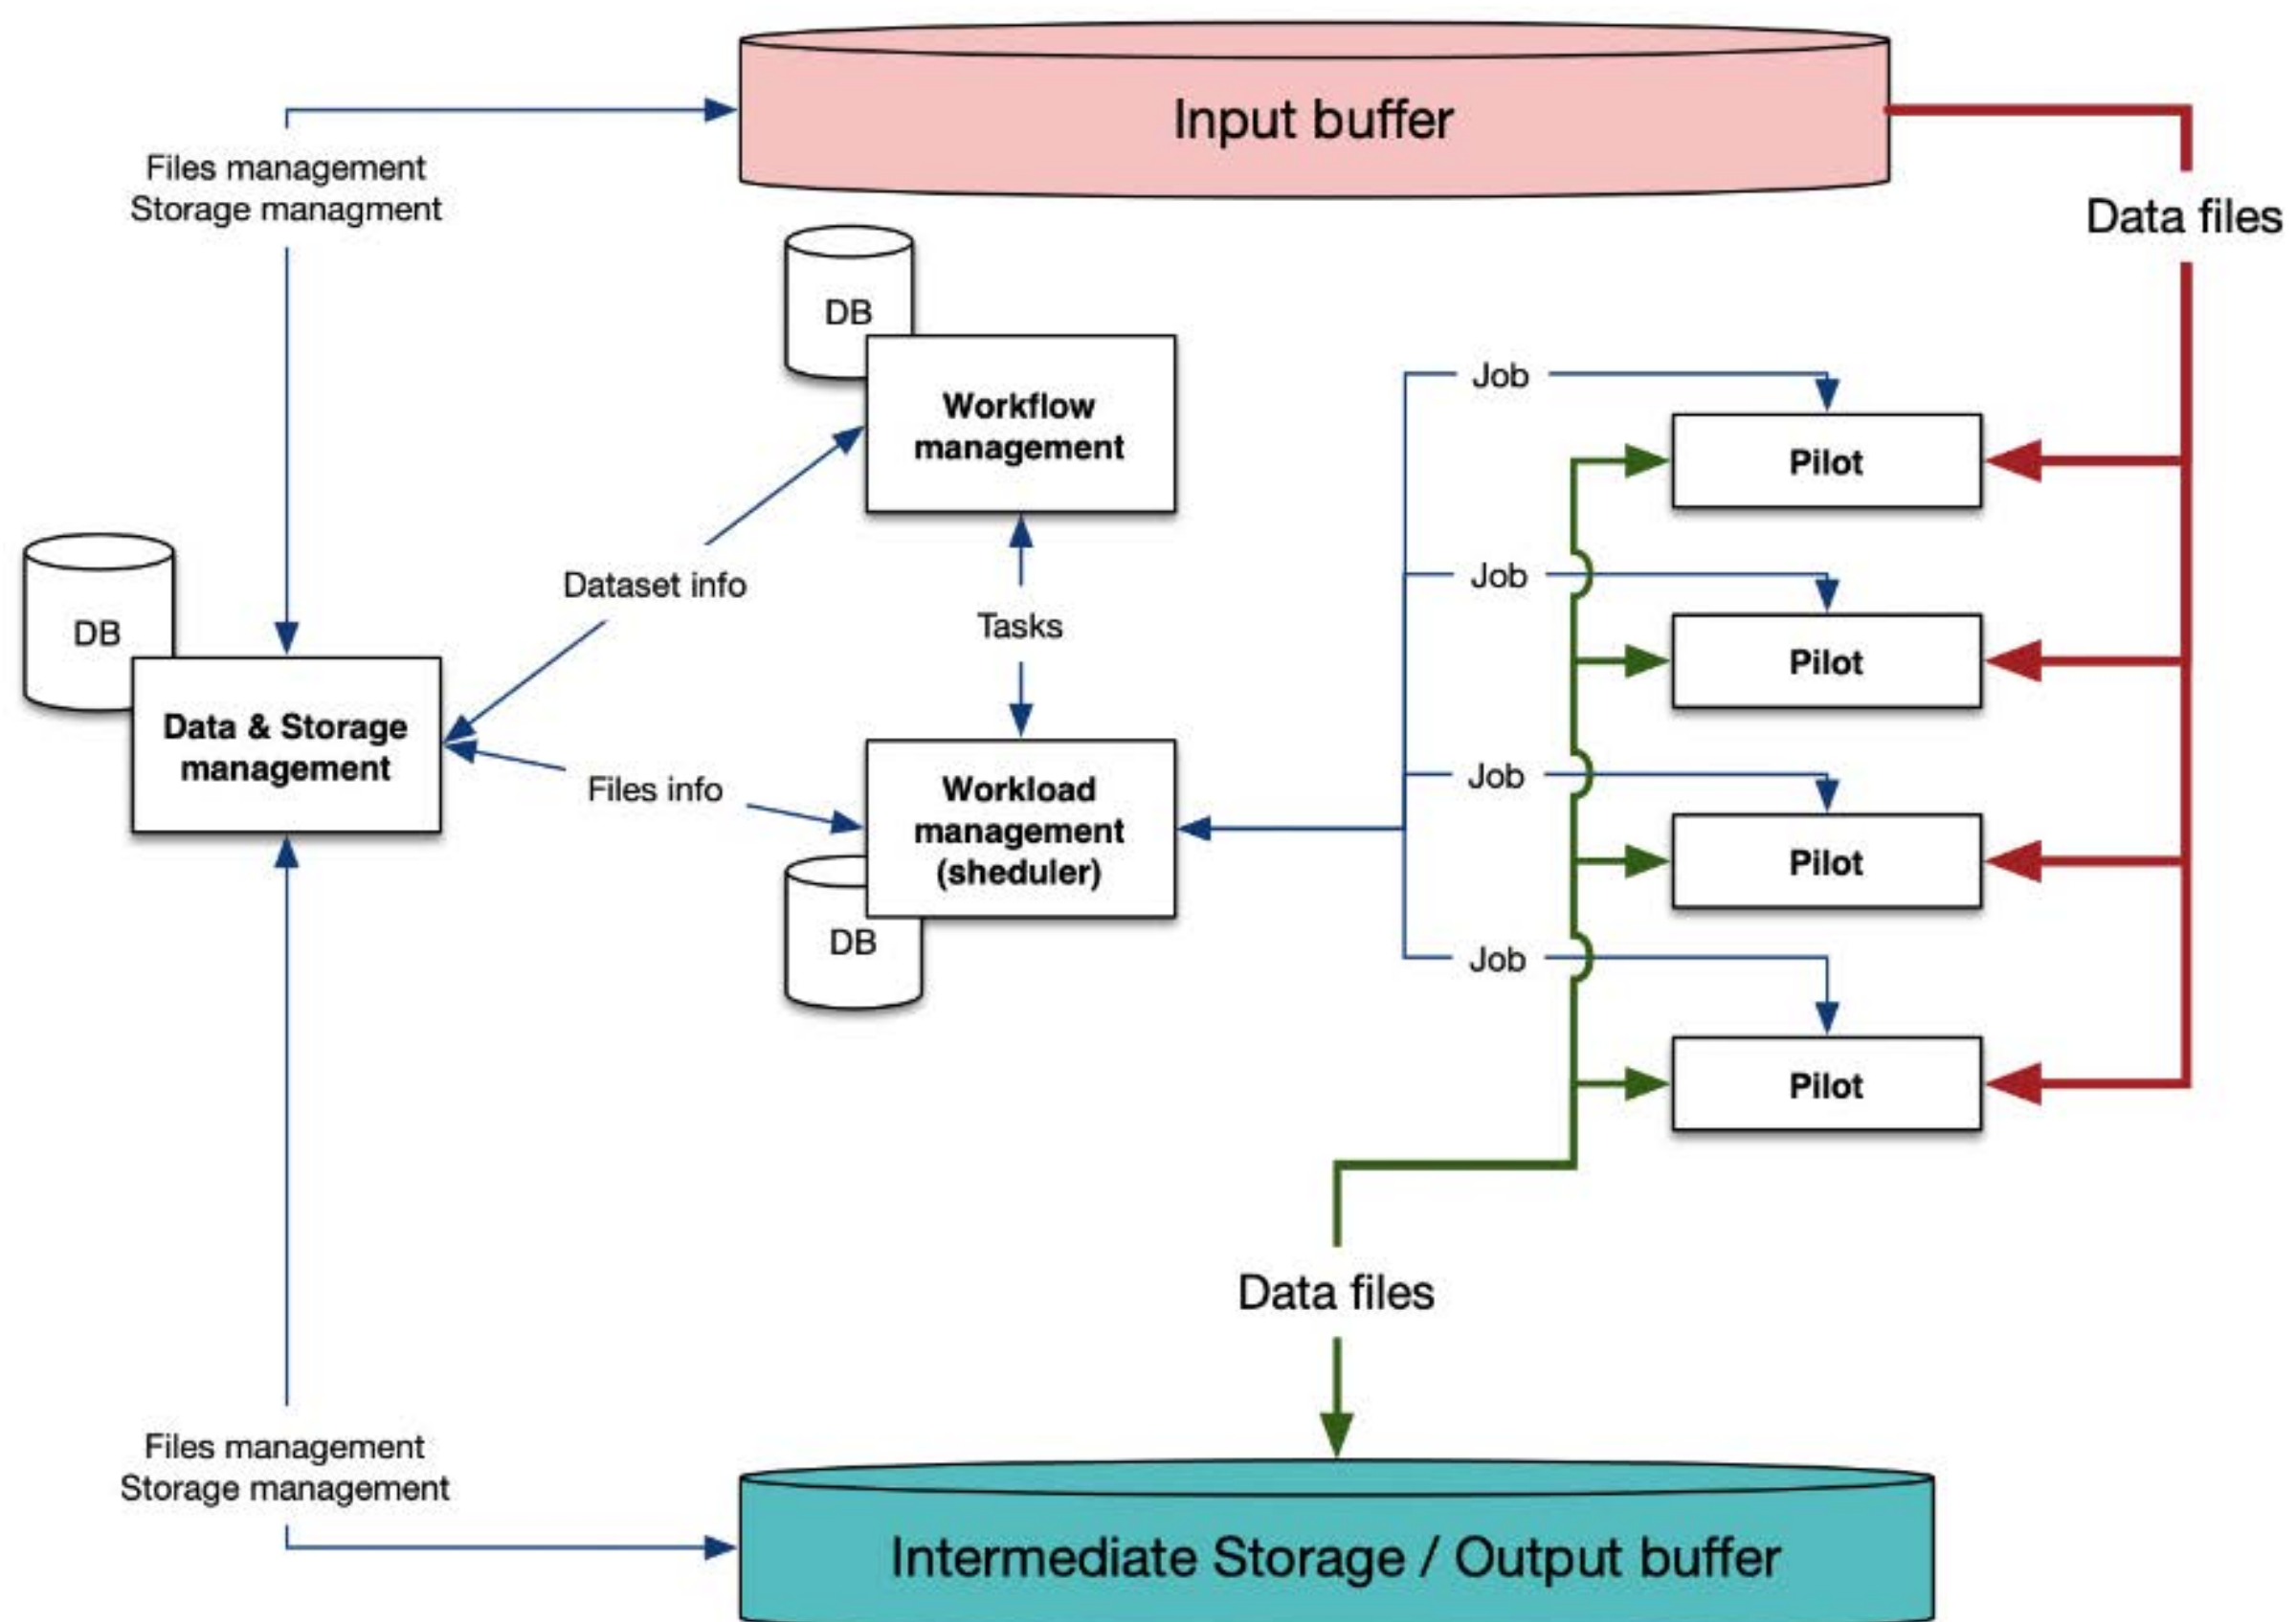 Input buffer
Files management
Storage managment
Data files
DB
Workflow
management
Job
Pilot
Job
Dataset info
Tasks
DB
Pilot
Data & Storage
management
Files info
Workload
management
(sheduler)
Job
Pilot
DB
Job
Pilot
Data files
Files management
Storage management
Intermediate Storage / Output buffer